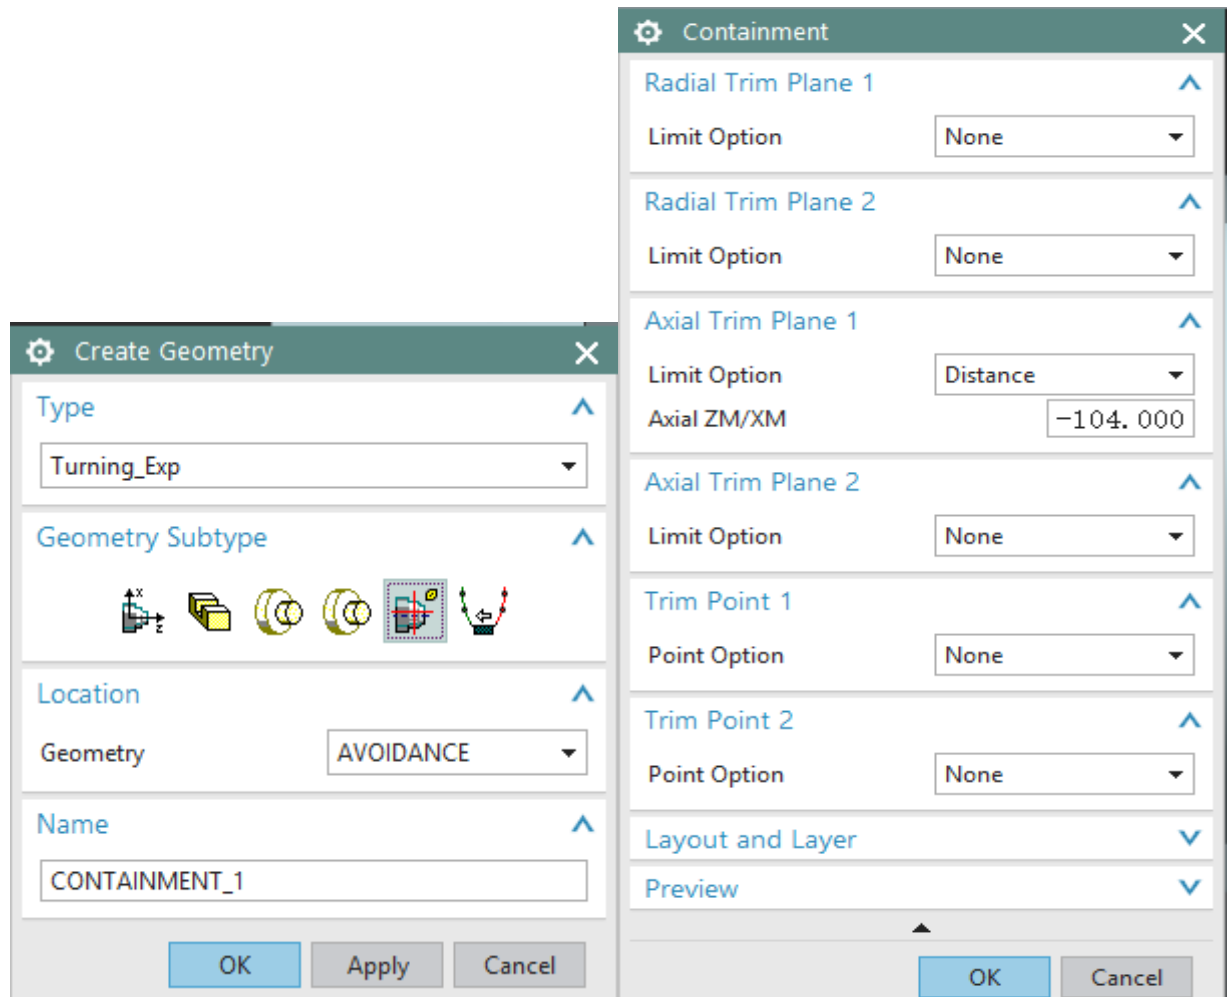 Create Geometry
Type
Turning_Exp
Geometry Subtype
x
z
Location
Geometry AVOIDANCE
Name
CONTAINMENT_1
OK Apply Cancel
Containment
Radial Trim Plane 1
Limit Option None
Radial Trim Plane 2
Limit Option None
Axial Trim Plane 1
Limit Option Distance
Axial ZM/XM -104.000
Axial Trim Plane 2
Limit Option None
Trim Point 1
Point Option None
Trim Point 2
Point Option None
Layout and Layer
Preview
OK Cancel